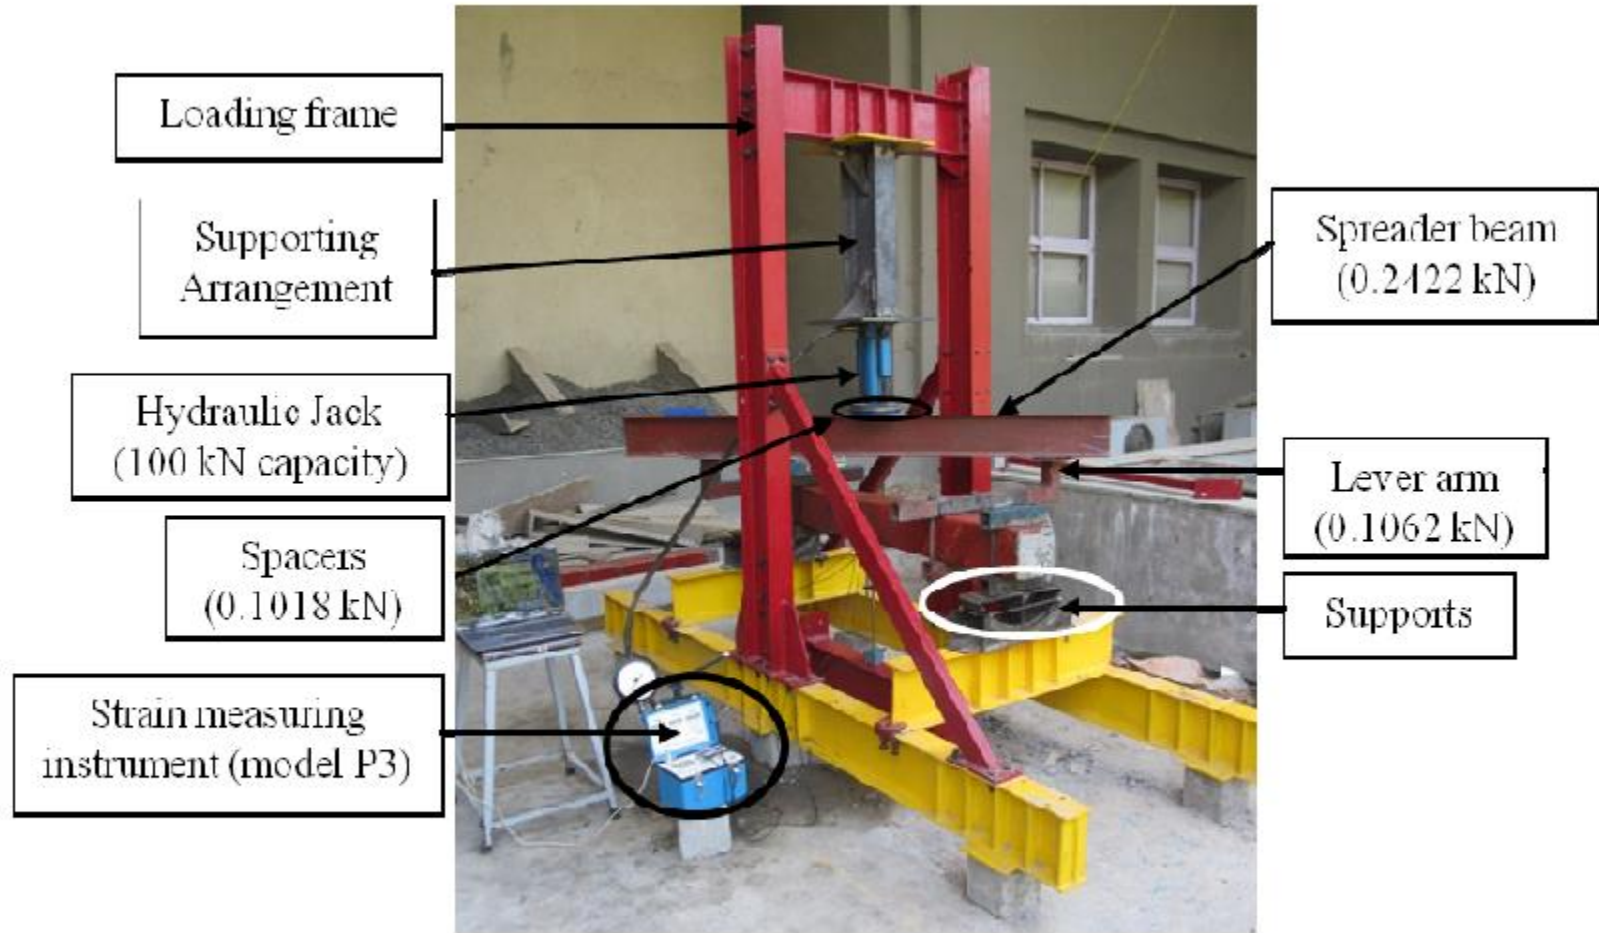 Loading frame
Supporting
Arrangement
Hydraulic Jack
(100 kN capacity)
Spacers
(0.1018 kN)
Strain measuring
instrument (model P3)
Spreader beam
(0.2422 kN)
Lever arm
(0.1062 kN)
Supports